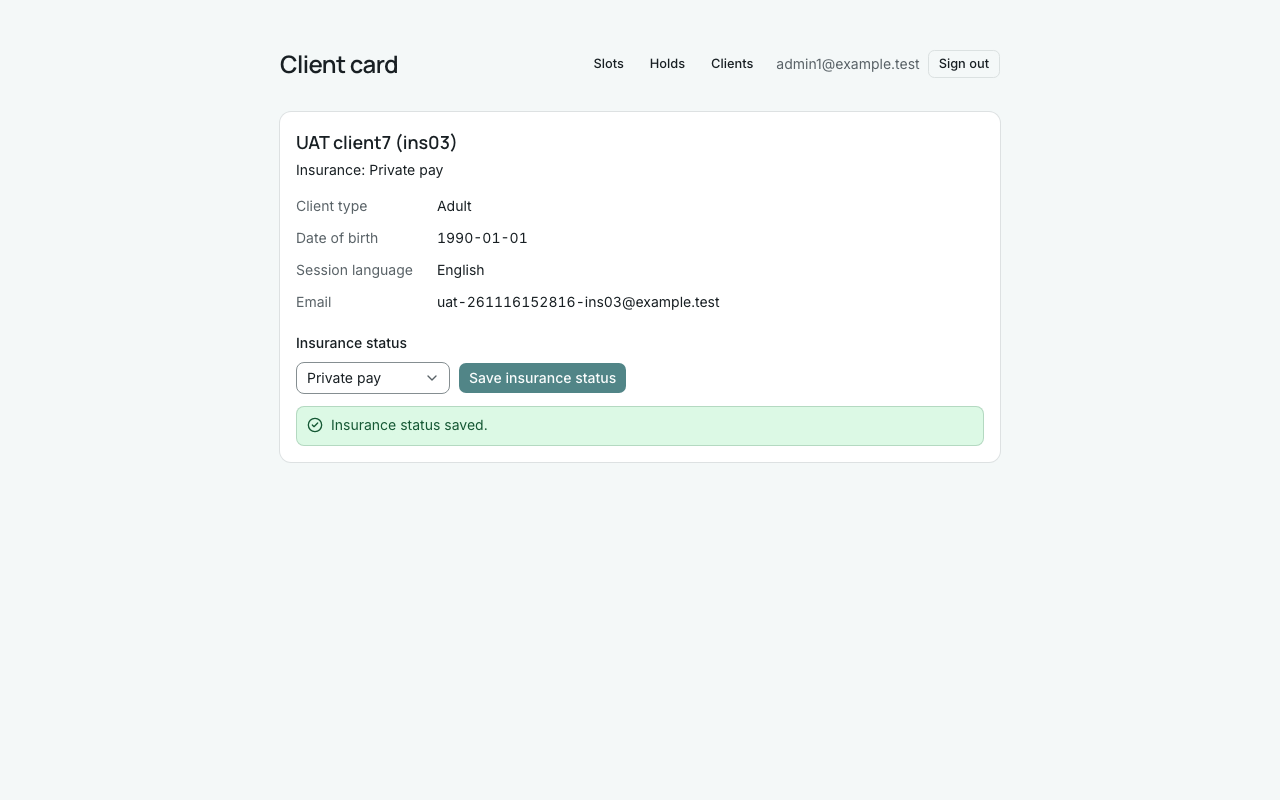 Client card
Slots Holds Clients admin1@example.test Sign out
UAT client7 (ins03)
Insurance: Private pay
Client type Adult
Date of birth 1990-01-01
Session language English
Email uat-261116152816-ins03@example.test
Insurance status
Private pay Save insurance status
Insurance status saved.